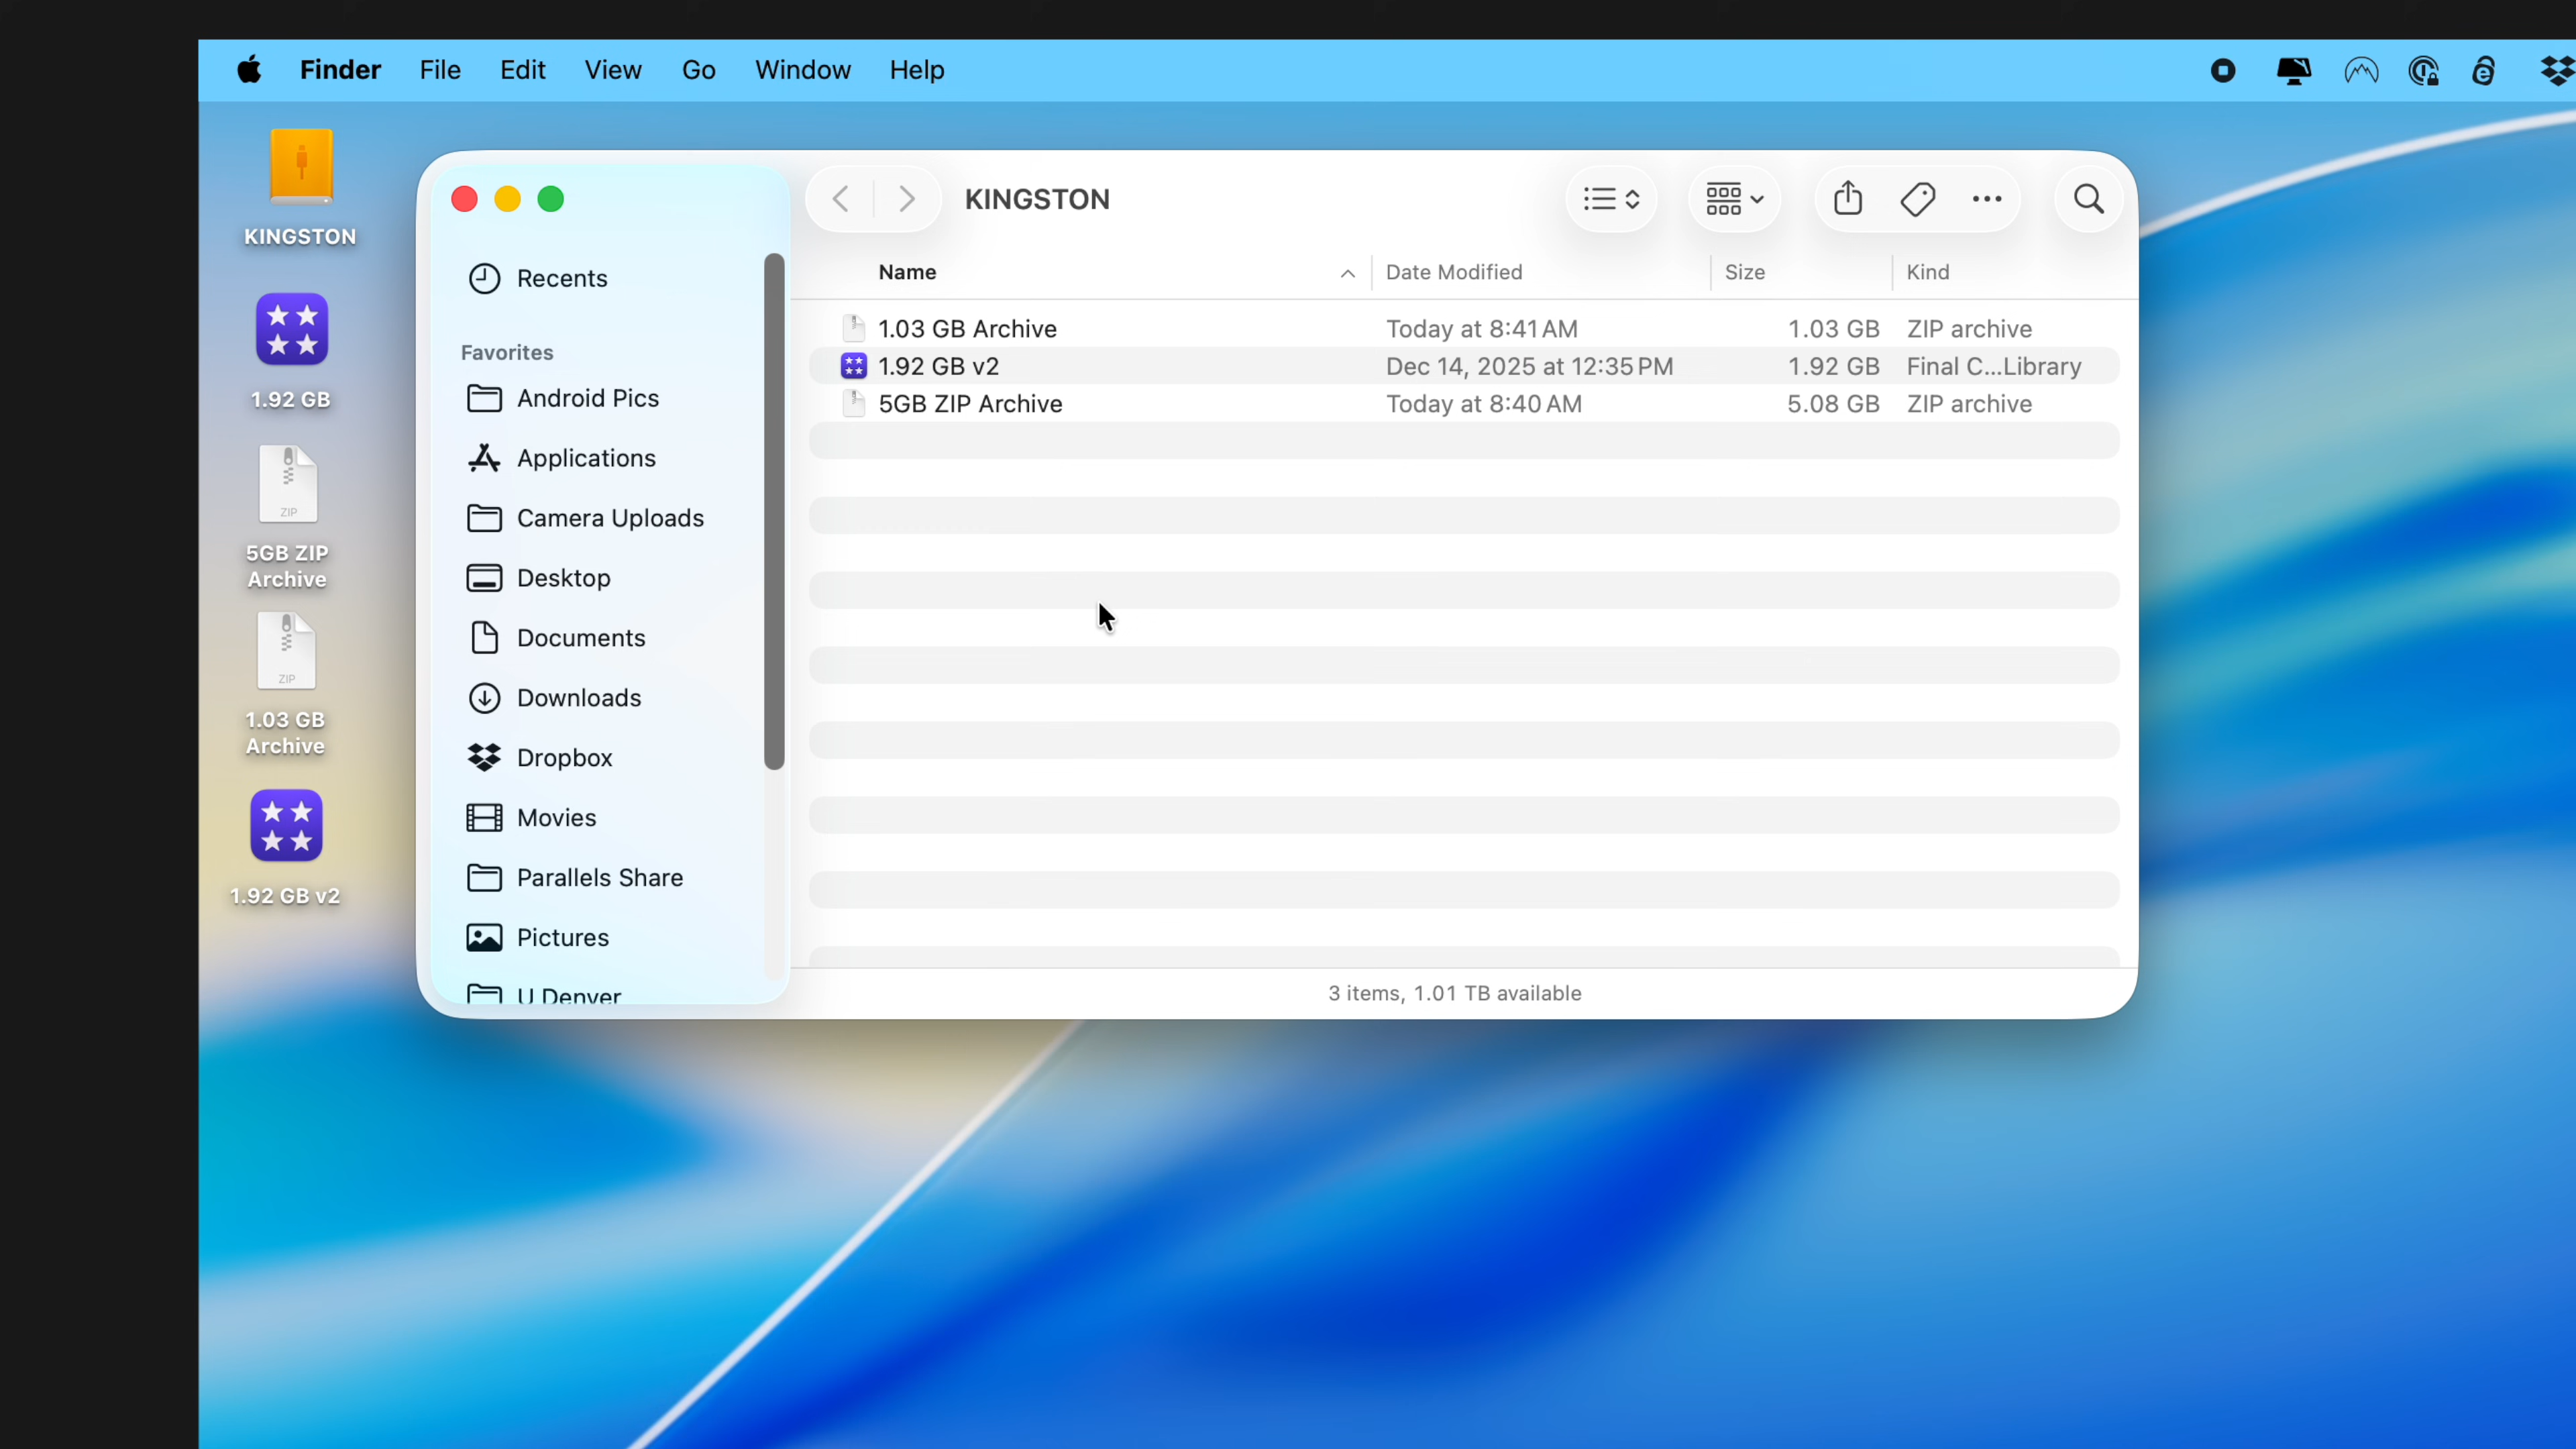 Finder File Edit View Go Window Help
KINGSTON
1.92 GB
ZIP
5GB ZIP
Archive
ZIP
1.03 GB
Archive
1.92 GB v2
Recents
Favorites
Android Pics
Applications
Camera Uploads
Desktop
Documents
Downloads
Dropbox
Movies
Parallels Share
Pictures
U Denver
KINGSTON
Name Date Modified Size Kind
1.03 GB Archive Today at 8:41 AM 1.03 GB ZIP archive
1.92 GB v2 Dec 14, 2025 at 12:35 PM 1.92 GB Final C...Library
5GB ZIP Archive Today at 8:40 AM 5.08 GB ZIP archive
3 items, 1.01 TB available